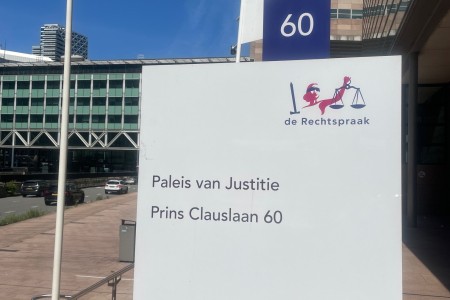 60
de Rechtspraak
Paleis van Justitie
Prins Clauslaan 60